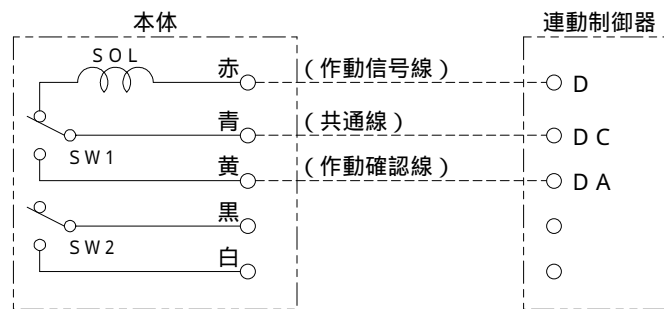 本体
連動制御器
SOL
赤
(作動信号線)
D
青
(共通線)
DC
SW1
黄
(作動確認線)
DA
黒
SW2
白